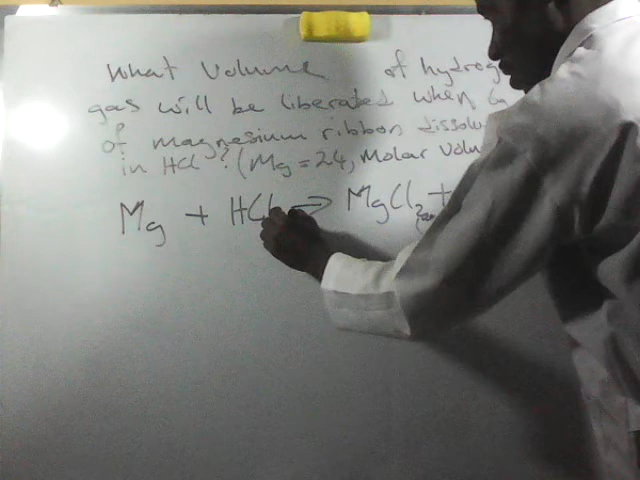 What Volume of hydrog
gas will be liberated when
of magnesium ribbon dissolv
in HCl? (Mg = 24, Molar Volu
Mg + HCl → MgCl2 +